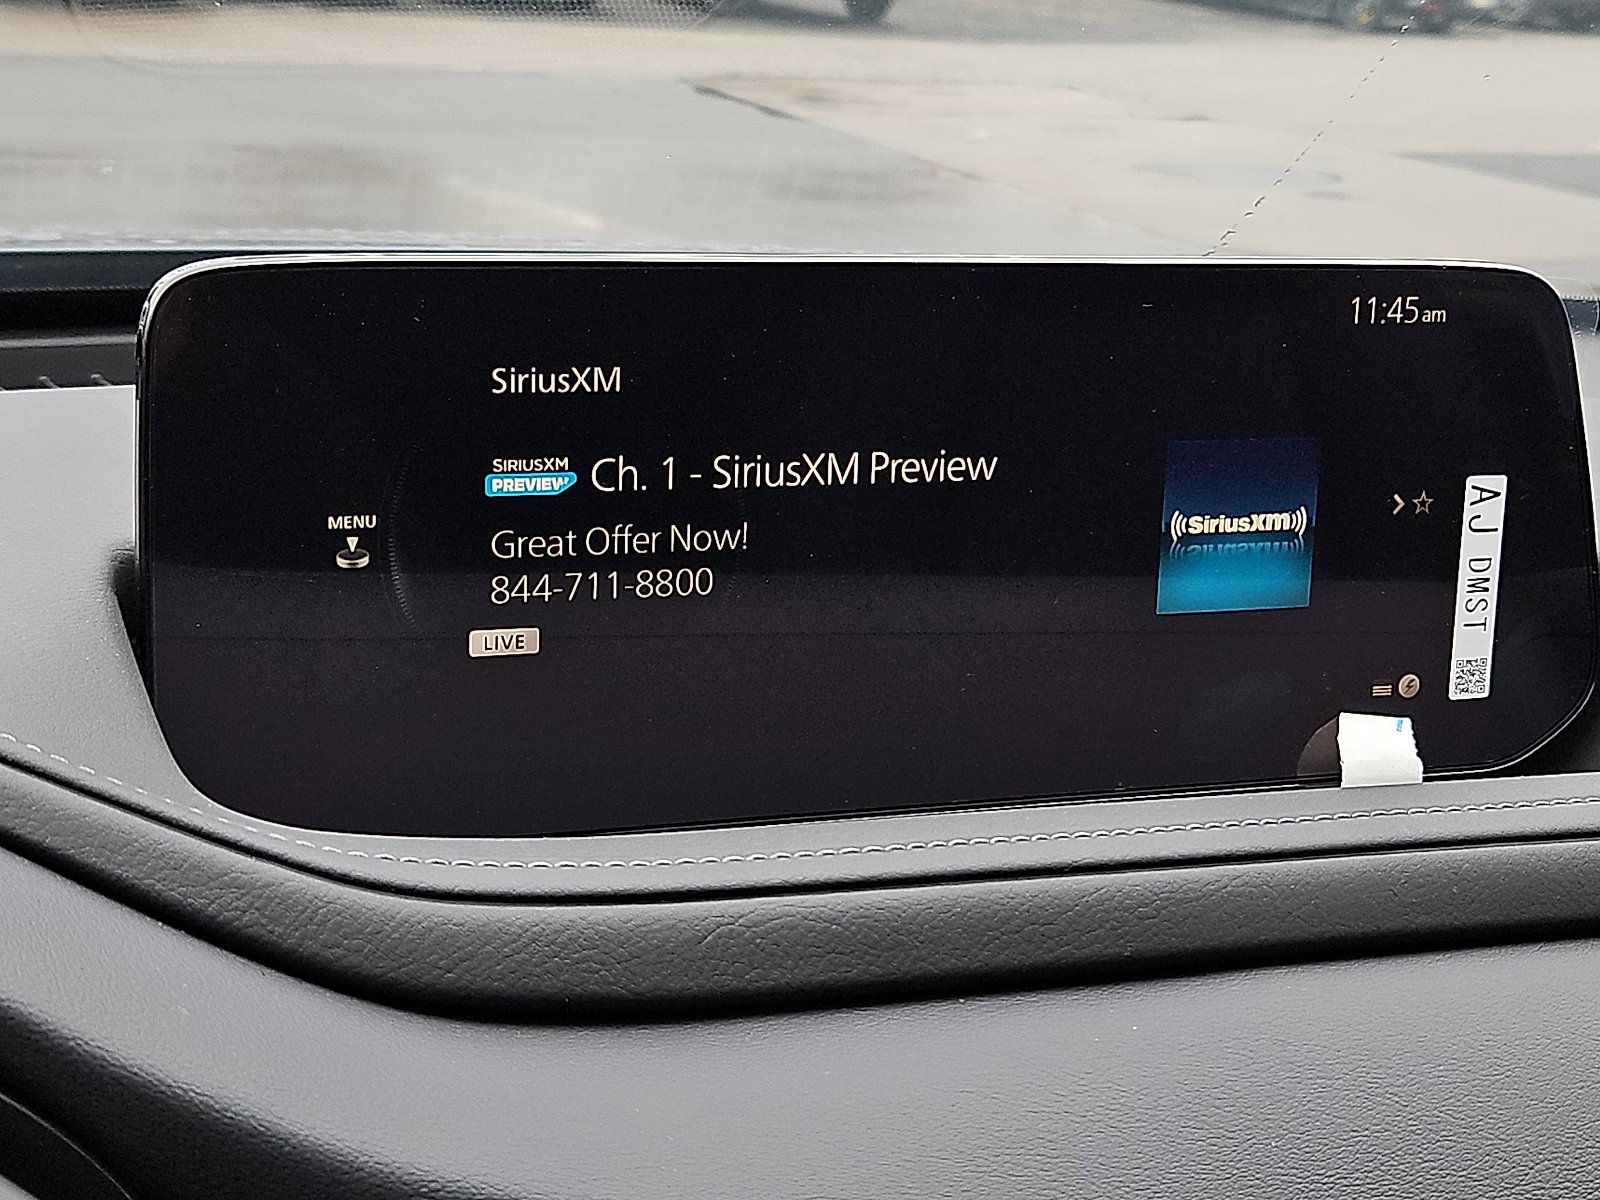 11:45am
SiriusXM
SIRIUSXM
PREVIEW
Ch. 1 - SiriusXM Preview
MENU
Great Offer Now!
844-711-8800
LIVE
((SiriusXm))
AJ DMST